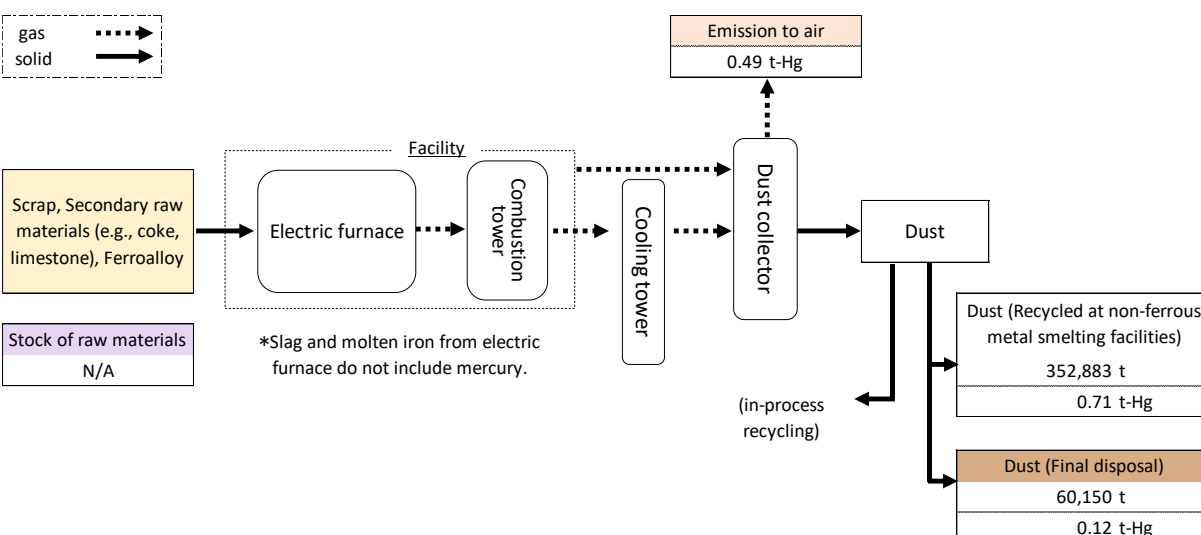 gas
solid
Emission to air
0.49 t-Hg
Facility
Scrap, Secondary raw
materials (e.g., coke,
limestone), Ferroalloy
Electric furnace
Combustion
tower
Cooling tower
Dust collector
Dust
Stock of raw materials
N/A
*Slag and molten iron from electric
furnace do not include mercury.
(in-process
recycling)
Dust (Recycled at non-ferrous
metal smelting facilities)
352,883 t
0.71 t-Hg
Dust (Final disposal)
60,150 t
0.12 t-Hg